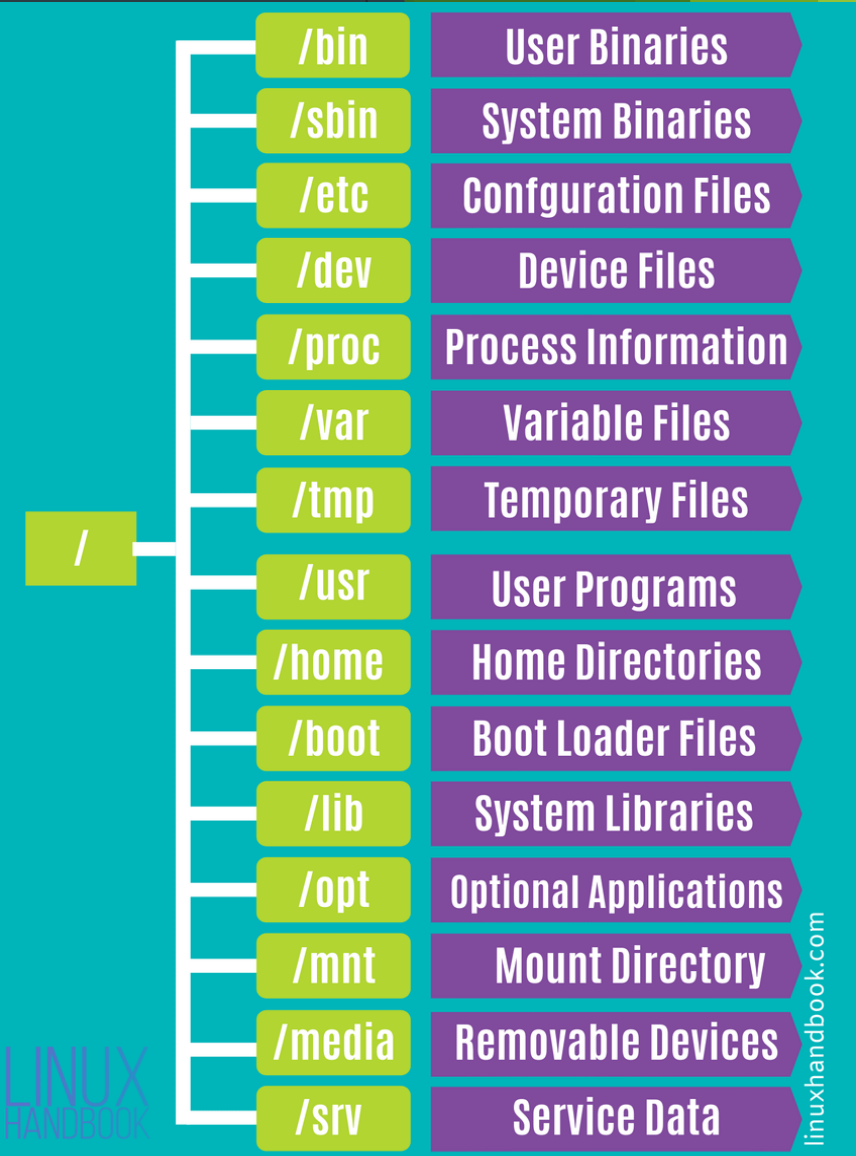 /bin User Binaries
/sbin System Binaries
/etc Confguration Files
/dev Device Files
/proc Process Information
/var Variable Files
/tmp Temporary Files
/
/usr User Programs
/home Home Directories
/boot Boot Loader Files
/lib System Libraries
/opt Optional Applications
/mnt Mount Directory
/media Removable Devices
/srv Service Data
LINUX
HANDBOOK
linuxhandbook.com